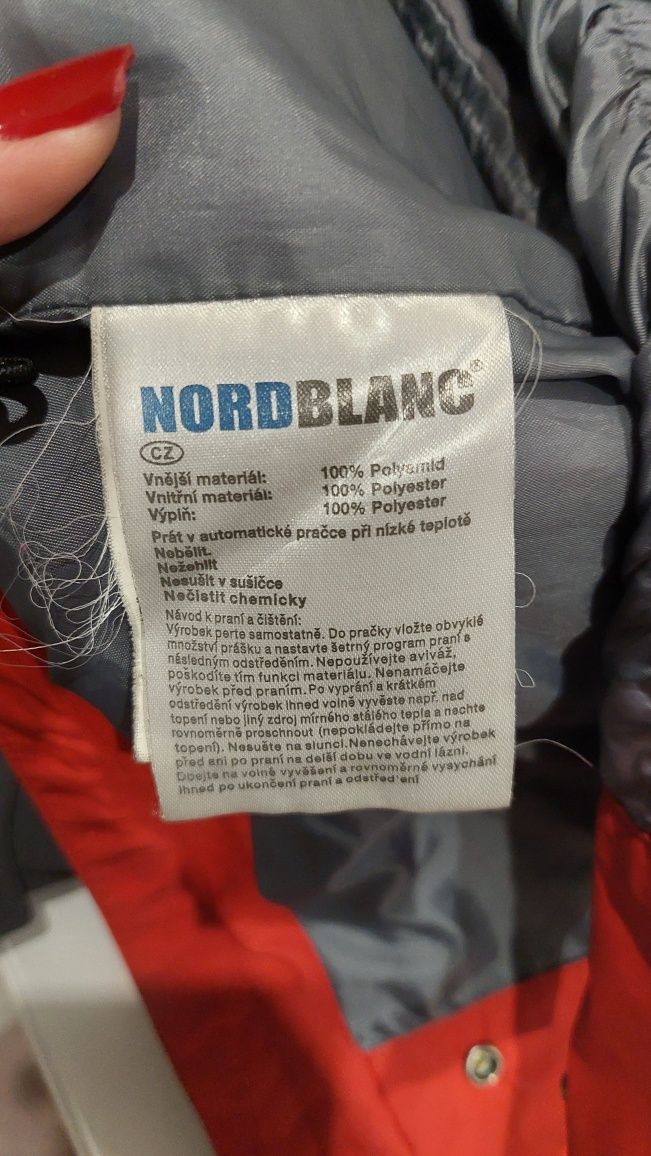 NORDBLANC®
CZ
Vnější materiál: 100% Polyamid
Vnitřní materiál: 100% Polyester
Výplň: 100% Polyester
Prát v automatické pračce při nízké teplotě
Nebělit.
Nežehlit
Nesušit v sušičce
Nečistit chemicky
Návod k praní a čištění:
Výrobek perte samostatně. Do pračky vložte obvyklé
množství prášku a nastavte šetrný program praní s
následným odstředěním. Nepoužívejte aviváž,
poškodíte tím funkci materiálu. Nenamáčejte
výrobek před praním. Po vyprání a krátkém
odstředění výrobek ihned volně vyvěste např. nad
topení nebo jiný zdroj mírného stálého tepla a nechte
rovnoměrně proschnout (nepokládejte přímo na
topení). Nesušte na slunci. Nenechávejte výrobek
před ani po praní na delší dobu ve vodní lázni.
Dbejte na volné vyvěšení a rovnoměrné vysychání
ihned po ukončení praní a odstředění